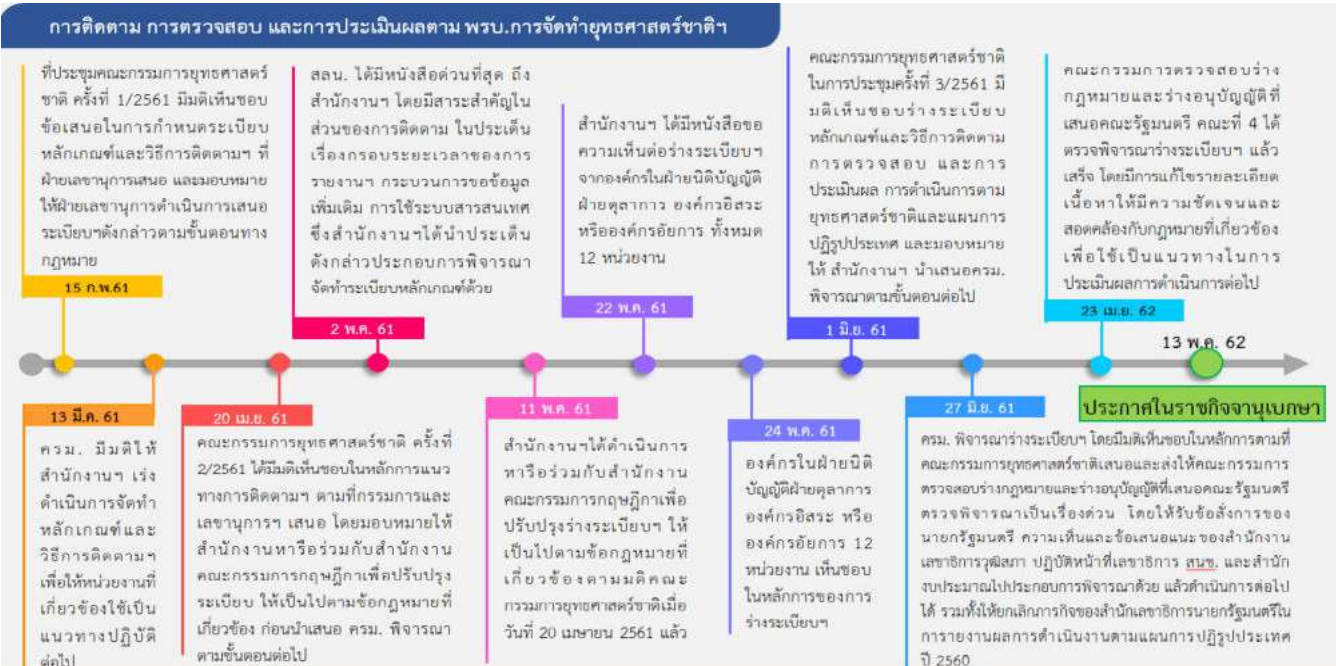 การติดตาม การตรวจสอบ และการประเมินผลตาม พรบ.การจัดทำยุทธศาสตร์ชาติฯ
ที่ประชุมคณะกรรมการยุทธศาสตร์
ชาติ ครั้งที่ 1/2561 มีมติเห็นชอบ
ข้อเสนอในการกำหนดระเบียบ
หลักเกณฑ์และวิธีการติดตามฯ ที่
ฝ่ายเลขานุการเสนอ และมอบหมาย
ให้ฝ่ายเลขานุการดำเนินการเสนอ
ระเบียบฯดังกล่าวตามขั้นตอนทาง
กฎหมาย
15 ก.พ.61
สลน. ได้มีหนังสือด่วนที่สุด ถึง
สำนักงานฯ โดยมีสาระสำคัญใน
ส่วนของการติดตาม ในประเด็น
เรื่องกรอบระยะเวลาของการ
รายงานฯ กระบวนการขอข้อมูล
เพิ่มเติม การใช้ระบบสารสนเทศ
ซึ่งสำนักงานฯได้นำประเด็น
ดังกล่าวประกอบการพิจารณา
จัดทำระเบียบหลักเกณฑ์ด้วย
2 พ.ค. 61
สำนักงานฯ ได้มีหนังสือขอ
ความเห็นต่อร่างระเบียบฯ
จากองค์กรในฝ่ายนิติบัญญัติ
ฝ่ายตุลาการ องค์กรอิสระ
หรือองค์กรอัยการ ทั้งหมด
12 หน่วยงาน
22 พ.ค. 61
คณะกรรมการยุทธศาสตร์ชาติ
ในการประชุมครั้งที่ 3/2561 มี
มติเห็นชอบร่างระเบียบ
หลักเกณฑ์และวิธีการติดตาม
การตรวจสอบ และการ
ประเมินผล การดำเนินการตาม
ยุทธศาสตร์ชาติและแผนการ
ปฏิรูปประเทศ และมอบหมาย
ให้ สำนักงานฯ นำเสนอครม.
พิจารณาตามขั้นตอนต่อไป
1 มิ.ย. 61
คณะกรรมการตรวจสอบร่าง
กฎหมายและร่างอนุบัญญัติที่
เสนอคณะรัฐมนตรี คณะที่ 4 ได้
ตรวจพิจารณาร่างระเบียบฯ แล้ว
เสร็จ โดยมีการแก้ไขรายละเอียด
เนื้อหาให้มีความชัดเจนและ
สอดคล้องกับกฎหมายที่เกี่ยวข้อง
เพื่อใช้เป็นแนวทางในการ
ประเมินผลการดำเนินการต่อไป
23 เม.ย. 62
13 พ.ค. 62
ประกาศในราชกิจจานุเบกษา
13 มี.ค. 61
ครม. มีมติให้
สำนักงานฯ เร่ง
ดำเนินการจัดทำ
หลักเกณฑ์และ
วิธีการติดตามฯ
เพื่อให้หน่วยงานที่
เกี่ยวข้องใช้เป็น
แนวทางปฏิบัติ
ต่อไป
20 เม.ย. 61
คณะกรรมการยุทธศาสตร์ชาติ ครั้งที่
2/2561 ได้มีมติเห็นชอบในหลักการแนว
ทางการติดตามฯ ตามที่กรรมการและ
เลขานุการฯ เสนอ โดยมอบหมายให้
สำนักงานหารือร่วมกับสำนักงาน
คณะกรรมการกฤษฎีกาเพื่อปรับปรุง
ระเบียบ ให้เป็นไปตามข้อกฎหมายที่
เกี่ยวข้อง ก่อนนำเสนอ ครม. พิจารณา
ตามขั้นตอนต่อไป
11 พ.ค. 61
สำนักงานฯได้ดำเนินการ
หารือร่วมกับสำนักงาน
คณะกรรมการกฤษฎีกาเพื่อ
ปรับปรุงร่างระเบียบฯ ให้
เป็นไปตามข้อกฎหมายที่
เกี่ยวข้องตามมติคณะ
กรรมการยุทธศาสตร์ชาติเมื่อ
วันที่ 20 เมษายน 2561 แล้ว
24 พ.ค. 61
องค์กรในฝ่ายนิติ
บัญญัติฝ่ายตุลาการ
องค์กรอิสระ หรือ
องค์กรอัยการ 12
หน่วยงาน เห็นชอบ
ในหลักการของการ
ร่างระเบียบฯ
27 มิ.ย. 61
ครม. พิจารณาร่างระเบียบฯ โดยมีมติเห็นชอบในหลักการตามที่
คณะกรรมการยุทธศาสตร์ชาติเสนอและส่งให้คณะกรรมการ
ตรวจสอบร่างกฎหมายและร่างอนุบัญญัติที่เสนอคณะรัฐมนตรี
ตรวจพิจารณาเป็นเรื่องด่วน โดยให้รับข้อสั่งการของ
นายกรัฐมนตรี ความเห็นและข้อเสนอแนะของสำนักงาน
เลขาธิการวุฒิสภา ปฏิบัติหน้าที่เลขาธิการ สนช. และสำนัก
งบประมาณไปประกอบการพิจารณาด้วย แล้วดำเนินการต่อไป
ได้ รวมทั้งให้ยกเลิกภารกิจของสำนักเลขาธิการนายกรัฐมนตรีใน
การายงานผลการดำเนินงานตามแผนการปฏิรูปประเทศ
ปี 2560